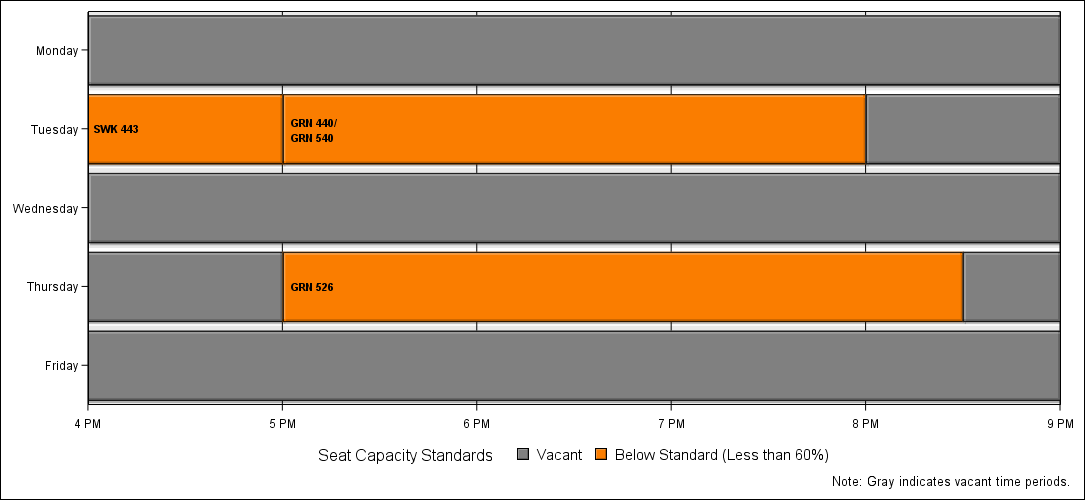 Monday
Tuesday
SWK 443
GRN 440/
GRN 540
Wednesday
Thursday
GRN 526
Friday
4 PM 5 PM 6 PM 7 PM 8 PM 9 PM
Seat Capacity Standards Vacant Below Standard (Less than 60%)
Note: Gray indicates vacant time periods.